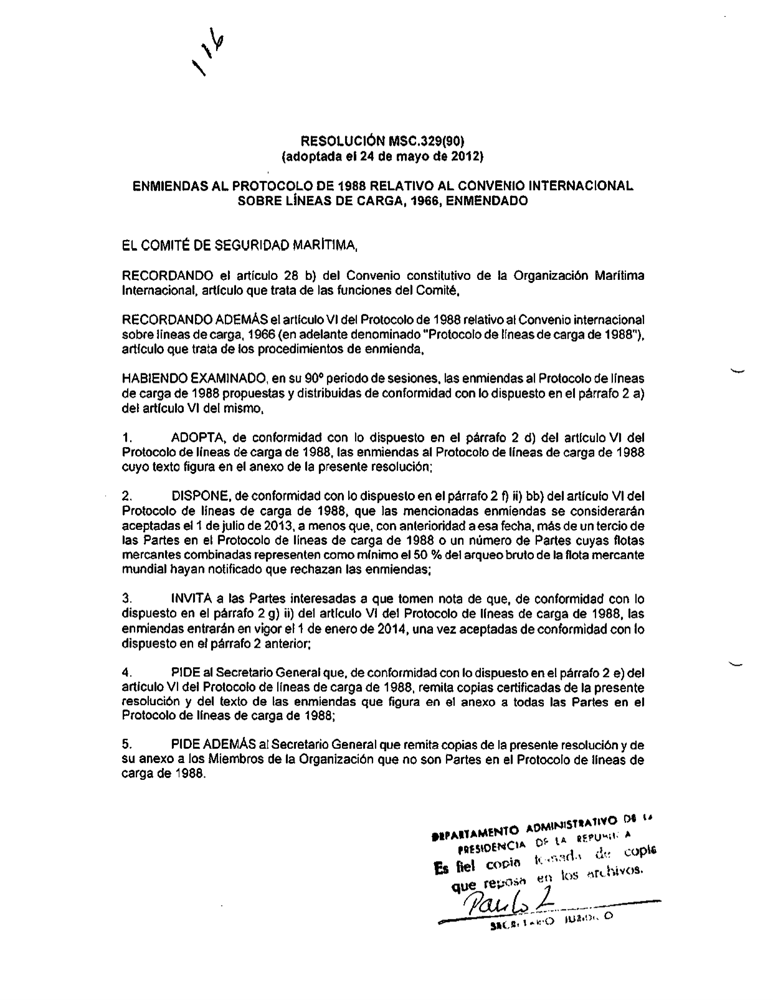 116
RESOLUCIÓN MSC.329(90)
(adoptada el 24 de mayo de 2012)
ENMIENDAS AL PROTOCOLO DE 1988 RELATIVO AL CONVENIO INTERNACIONAL
SOBRE LÍNEAS DE CARGA, 1966, ENMENDADO
EL COMITÉ DE SEGURIDAD MARÍTIMA,
RECORDANDO el artículo 28 b) del Convenio constitutivo de la Organización Marítima
Internacional, artículo que trata de las funciones del Comité,
RECORDANDO ADEMÁS el artículo VI del Protocolo de 1988 relativo al Convenio internacional
sobre líneas de carga, 1966 (en adelante denominado "Protocolo de líneas de carga de 1988"),
artículo que trata de los procedimientos de enmienda,
HABIENDO EXAMINADO, en su 90º periodo de sesiones, las enmiendas al Protocolo de líneas
de carga de 1988 propuestas y distribuidas de conformidad con lo dispuesto en el párrafo 2 a)
del artículo VI del mismo,
1. ADOPTA, de conformidad con lo dispuesto en el párrafo 2 d) del artículo VI del
Protocolo de líneas de carga de 1988, las enmiendas al Protocolo de líneas de carga de 1988
cuyo texto figura en el anexo de la presente resolución;
2. DISPONE, de conformidad con lo dispuesto en el párrafo 2 f) ii) bb) del artículo VI del
Protocolo de líneas de carga de 1988, que las mencionadas enmiendas se considerarán
aceptadas el 1 de julio de 2013, a menos que, con anterioridad a esa fecha, más de un tercio de
las Partes en el Protocolo de líneas de carga de 1988 o un número de Partes cuyas flotas
mercantes combinadas representen como mínimo el 50 % del arqueo bruto de la flota mercante
mundial hayan notificado que rechazan las enmiendas;
3. INVITA a las Partes interesadas a que tomen nota de que, de conformidad con lo
dispuesto en el párrafo 2 g) ii) del artículo VI del Protocolo de líneas de carga de 1988, las
enmiendas entrarán en vigor el 1 de enero de 2014, una vez aceptadas de conformidad con lo
dispuesto en el párrafo 2 anterior;
4. PIDE al Secretario General que, de conformidad con lo dispuesto en el párrafo 2 e) del
artículo VI del Protocolo de líneas de carga de 1988, remita copias certificadas de la presente
resolución y del texto de las enmiendas que figura en el anexo a todas las Partes en el
Protocolo de líneas de carga de 1988;
5. PIDE ADEMÁS al Secretario General que remita copias de la presente resolución y de
su anexo a los Miembros de la Organización que no son Partes en el Protocolo de líneas de
carga de 1988.
DEPARTAMENTO ADMINISTRATIVO DE LA
PRESIDENCIA DE LA REPUBLICA
Es fiel copia tomada de copia
que reposa en los archivos.
SECRETARIO JURIDICO